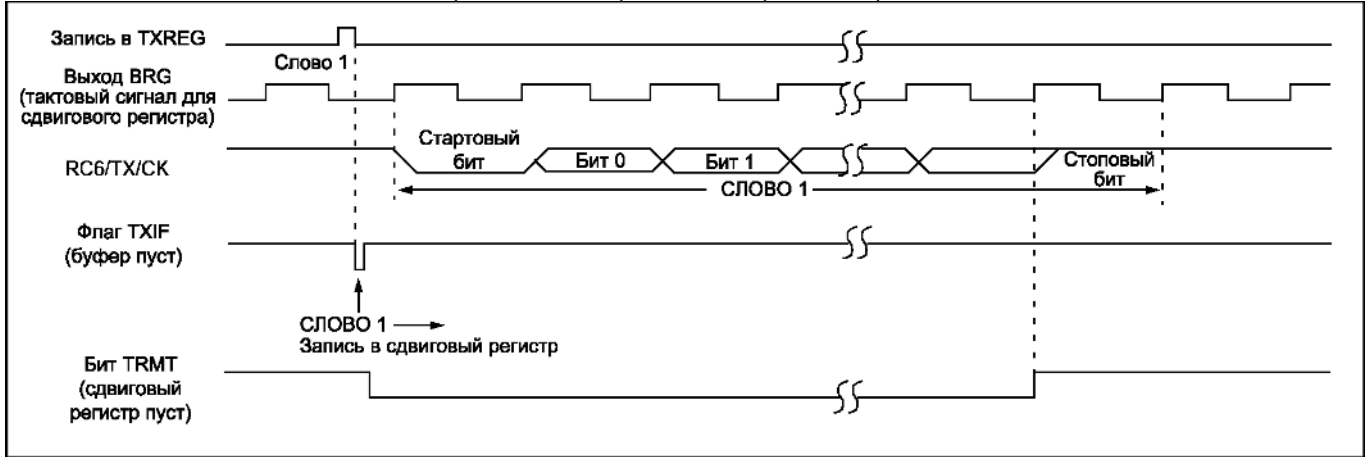 Запись в TXREG
Слово 1
Выход BRG
(тактовый сигнал для
сдвигового регистра)
RC6/TX/CK
Стартовый
бит
Бит 0
Бит 1
Стоповый
бит
СЛОВО 1
Флаг TXIF
(буфер пуст)
СЛОВО 1
Запись в сдвиговый регистр
Бит TRMT
(сдвиговый
регистр пуст)